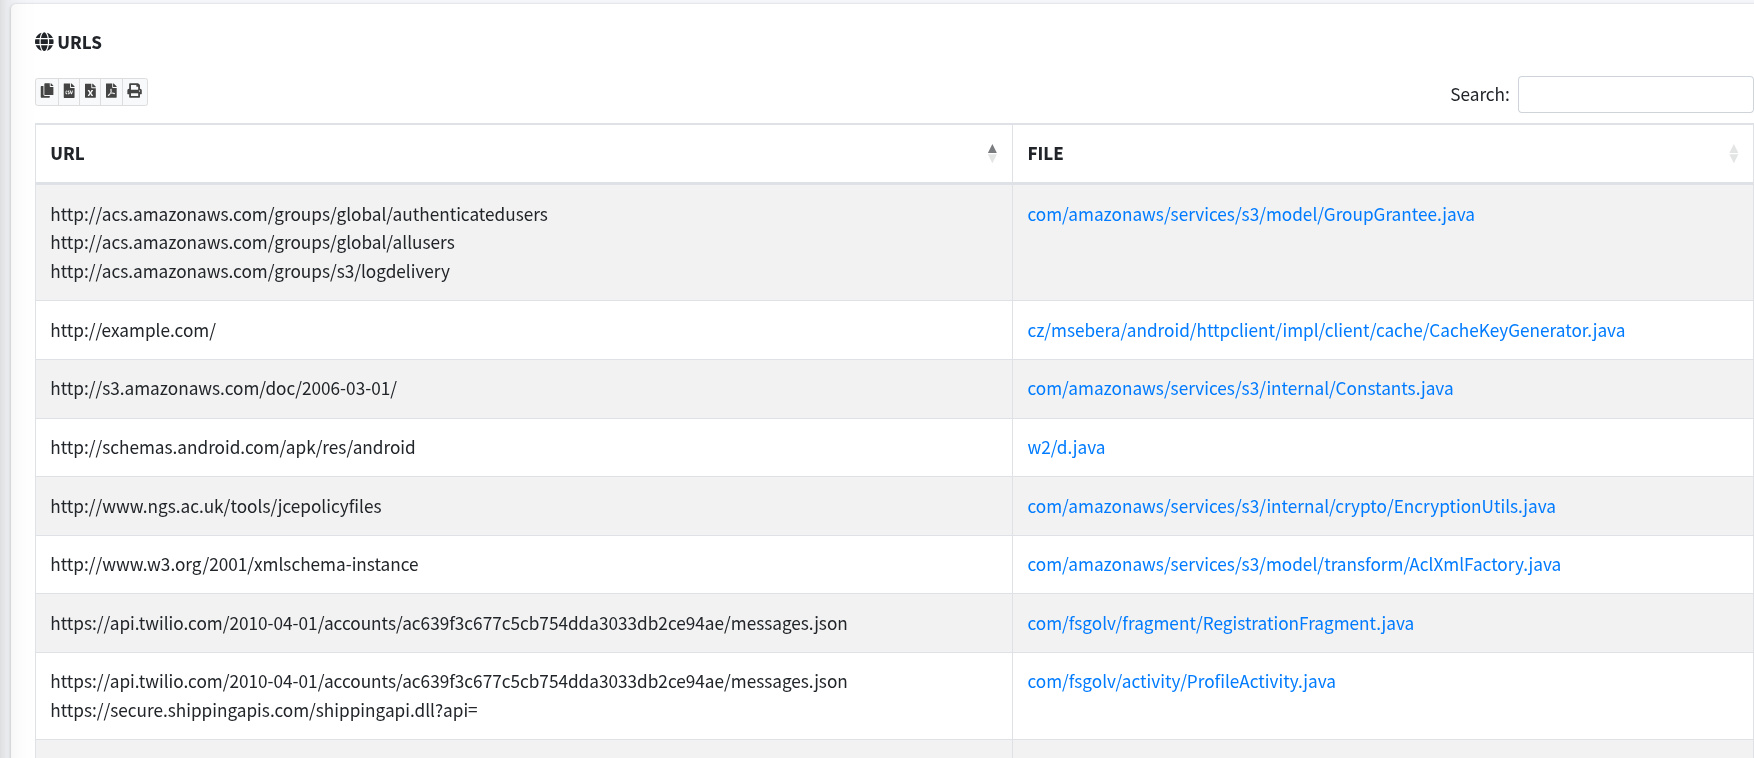 URLS
Search:
URL FILE
http://acs.amazonaws.com/groups/global/authenticatedusers com/amazonaws/services/s3/model/GroupGrantee.java
http://acs.amazonaws.com/groups/global/allusers
http://acs.amazonaws.com/groups/s3/logdelivery
http://example.com/ cz/msebera/android/httpclient/impl/client/cache/CacheKeyGenerator.java
http://s3.amazonaws.com/doc/2006-03-01/ com/amazonaws/services/s3/internal/Constants.java
http://schemas.android.com/apk/res/android w2/d.java
http://www.ngs.ac.uk/tools/jcepolicyfiles com/amazonaws/services/s3/internal/crypto/EncryptionUtils.java
http://www.w3.org/2001/xmlschema-instance com/amazonaws/services/s3/model/transform/AclXmlFactory.java
https://api.twilio.com/2010-04-01/accounts/ac639f3c677c5cb754dda3033db2ce94ae/messages.json com/fsgolv/fragment/RegistrationFragment.java
https://api.twilio.com/2010-04-01/accounts/ac639f3c677c5cb754dda3033db2ce94ae/messages.json com/fsgolv/activity/ProfileActivity.java
https://secure.shippingapis.com/shippingapi.dll?api=